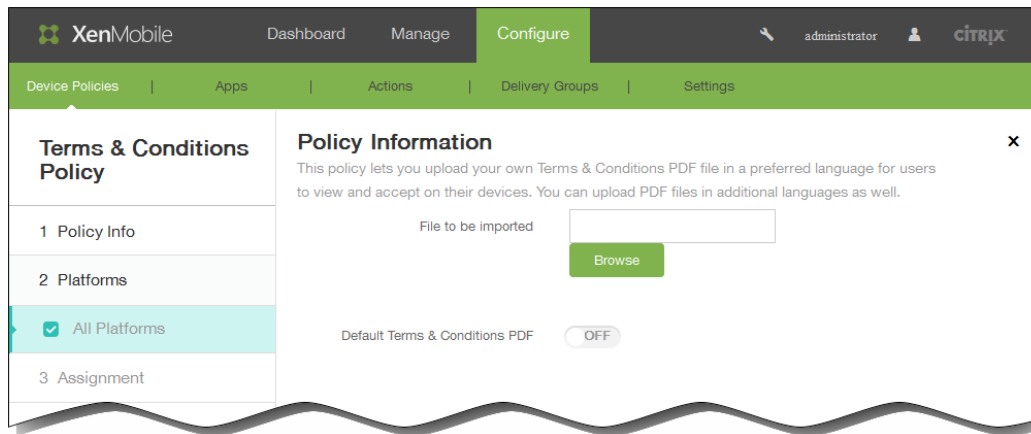 XenMobile Dashboard Manage Configure administrator CİTRIX
Device Policies | Apps | Actions | Delivery Groups | Settings
Terms & Conditions
Policy
1 Policy Info
2 Platforms
All Platforms
3 Assignment
Policy Information x
This policy lets you upload your own Terms & Conditions PDF file in a preferred language for users
to view and accept on their devices. You can upload PDF files in additional languages as well.
File to be imported
Browse
Default Terms & Conditions PDF OFF